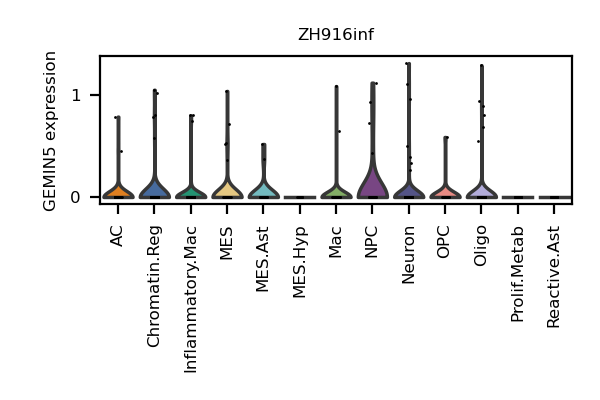 ZH916inf
GEMIN5 expression
1
0
AC
Chromatin.Reg
Inflammatory.Mac
MES
MES.Ast
MES.Hyp
Mac
NPC
Neuron
OPC
Oligo
Prolif.Metab
Reactive.Ast